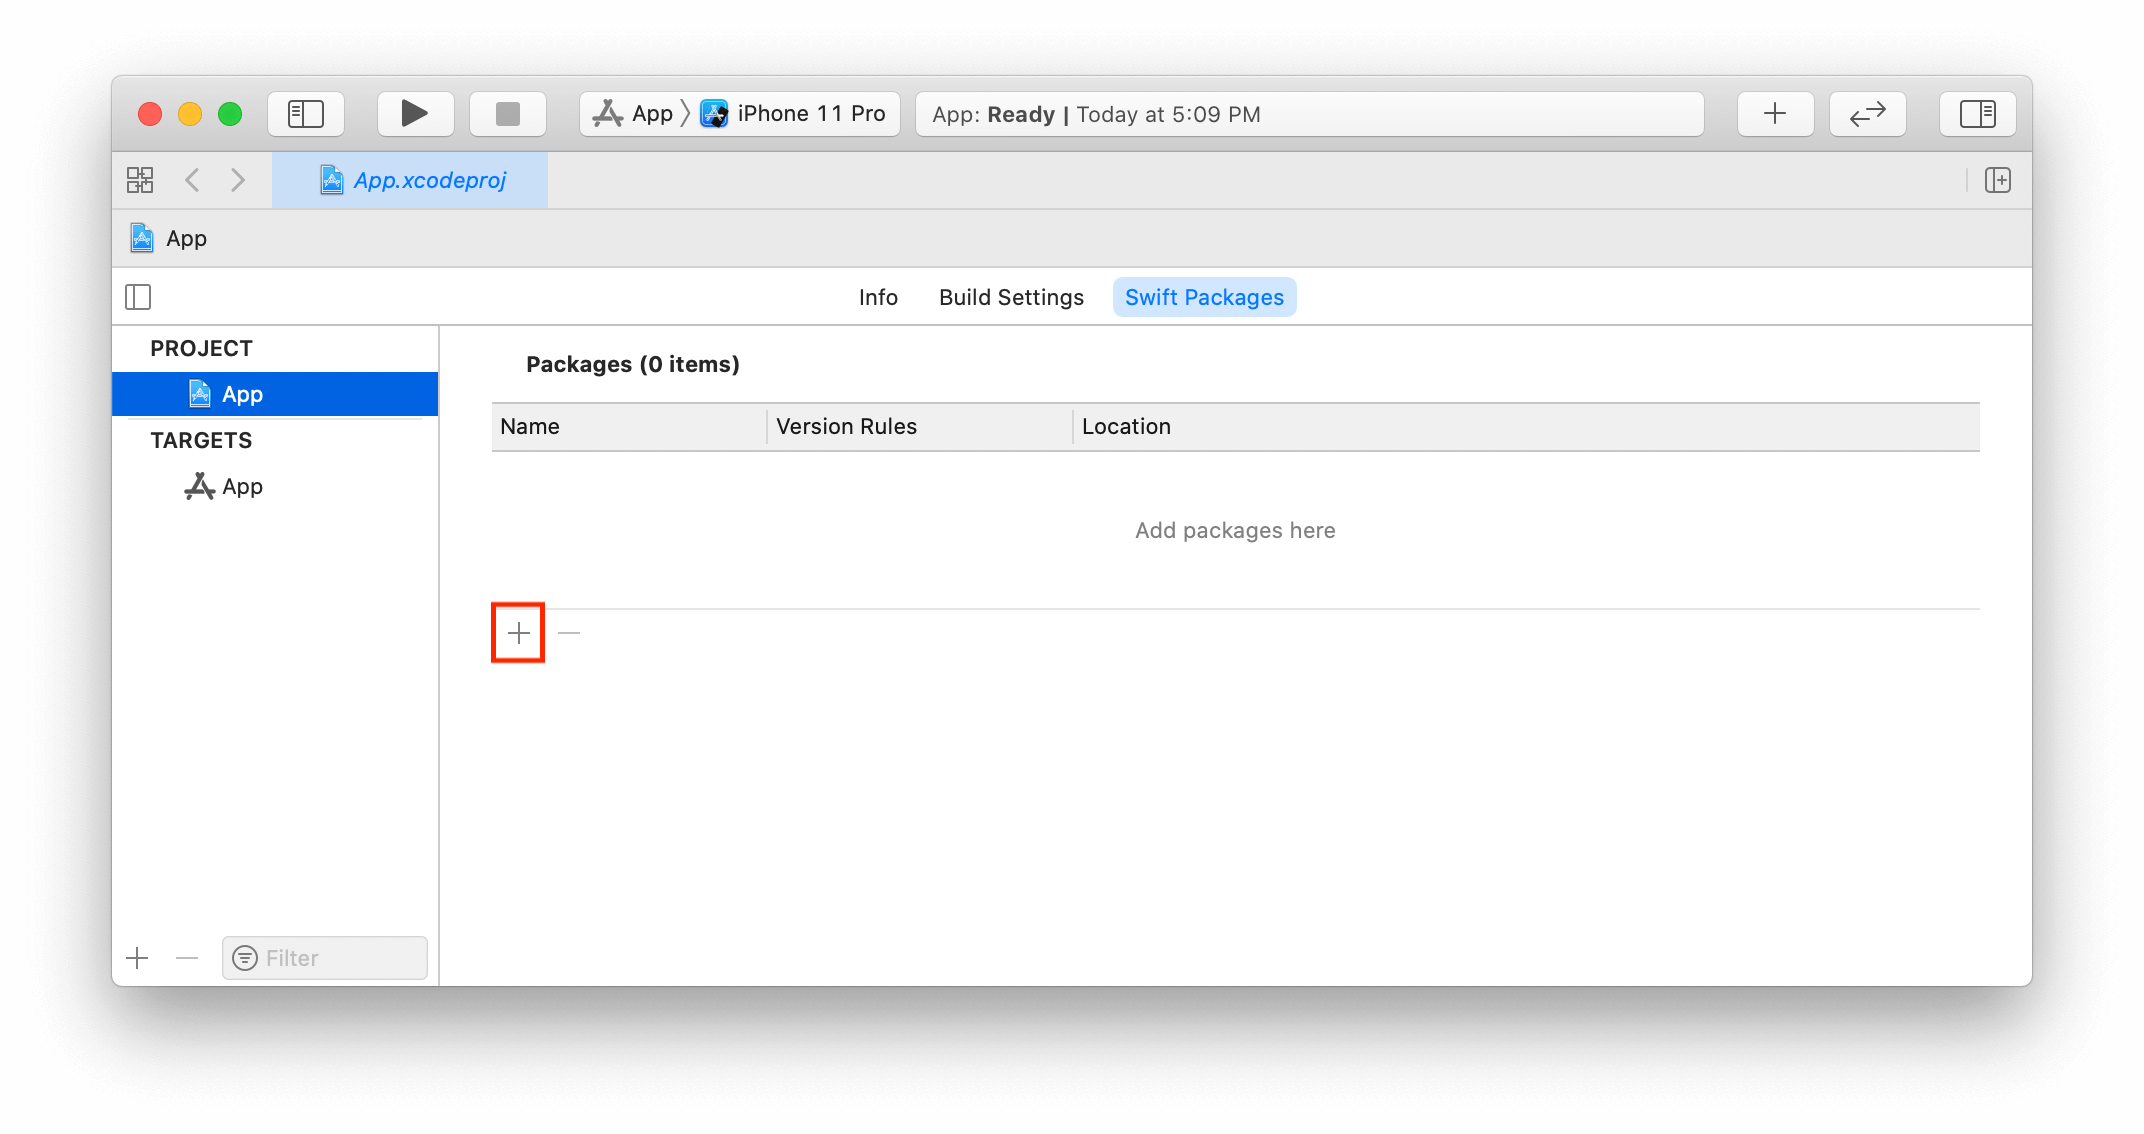 App
iPhone 11 Pro
App: Ready | Today at 5:09 PM
App.xcodeproj
App
Info
Build Settings
Swift Packages
PROJECT
App
TARGETS
App
Packages (0 items)
Name
Version Rules
Location
Add packages here
Filter